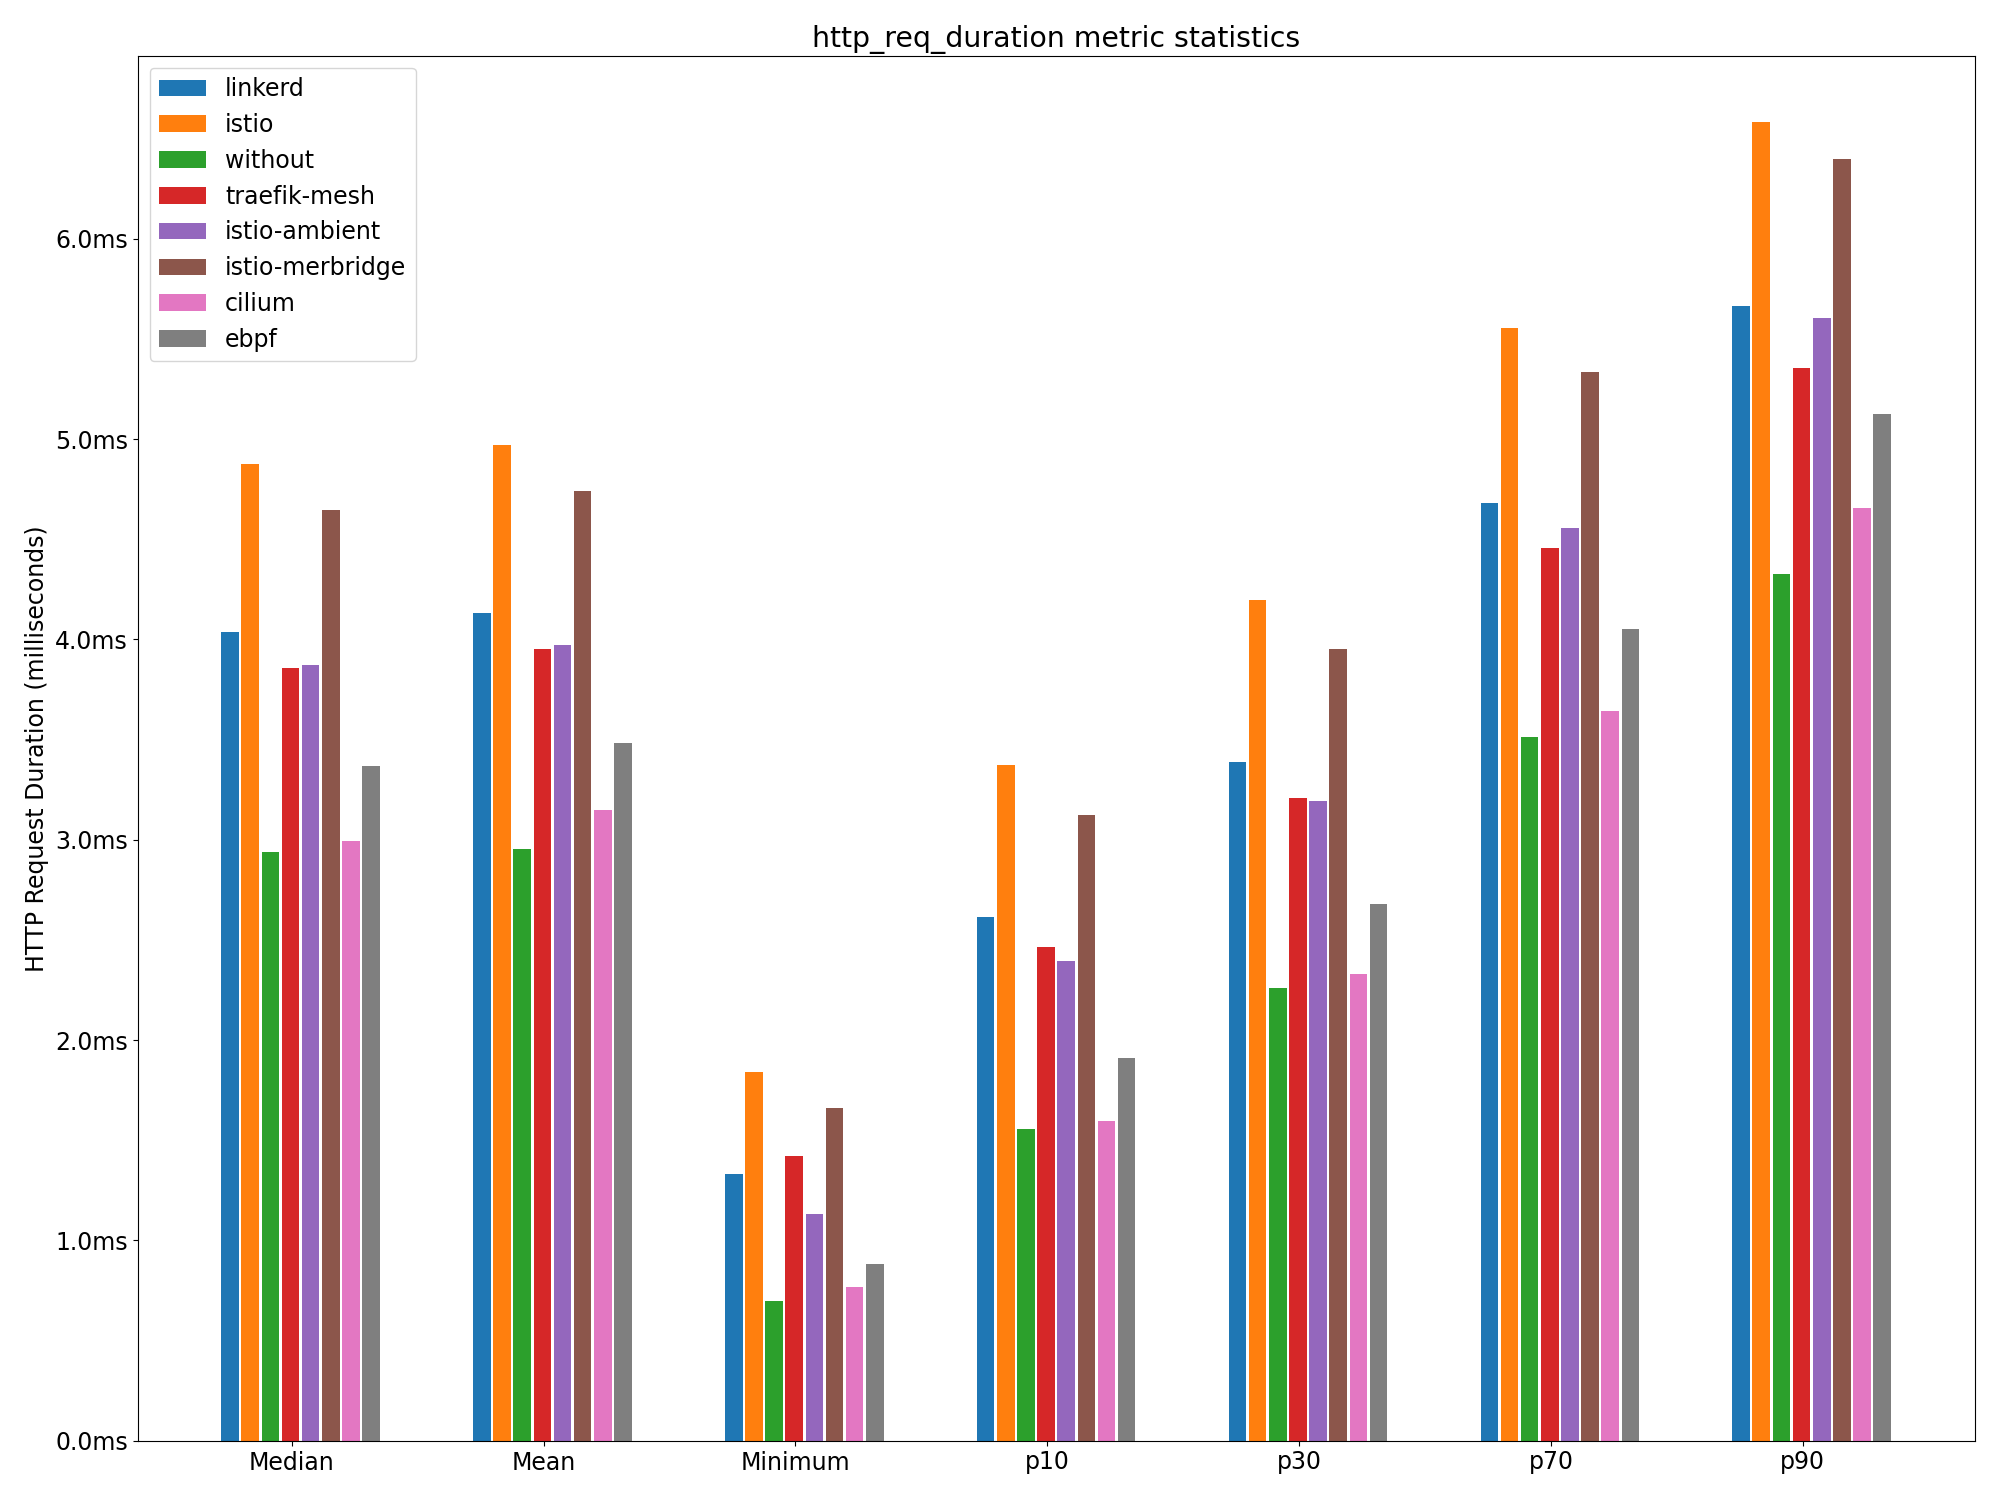 http_req_duration metric statistics
linkerd
istio
without
traefik-mesh
istio-ambient
istio-merbridge
cilium
ebpf
HTTP Request Duration (milliseconds)
6.0ms
5.0ms
4.0ms
3.0ms
2.0ms
1.0ms
0.0ms
Median Mean Minimum p10 p30 p70 p90